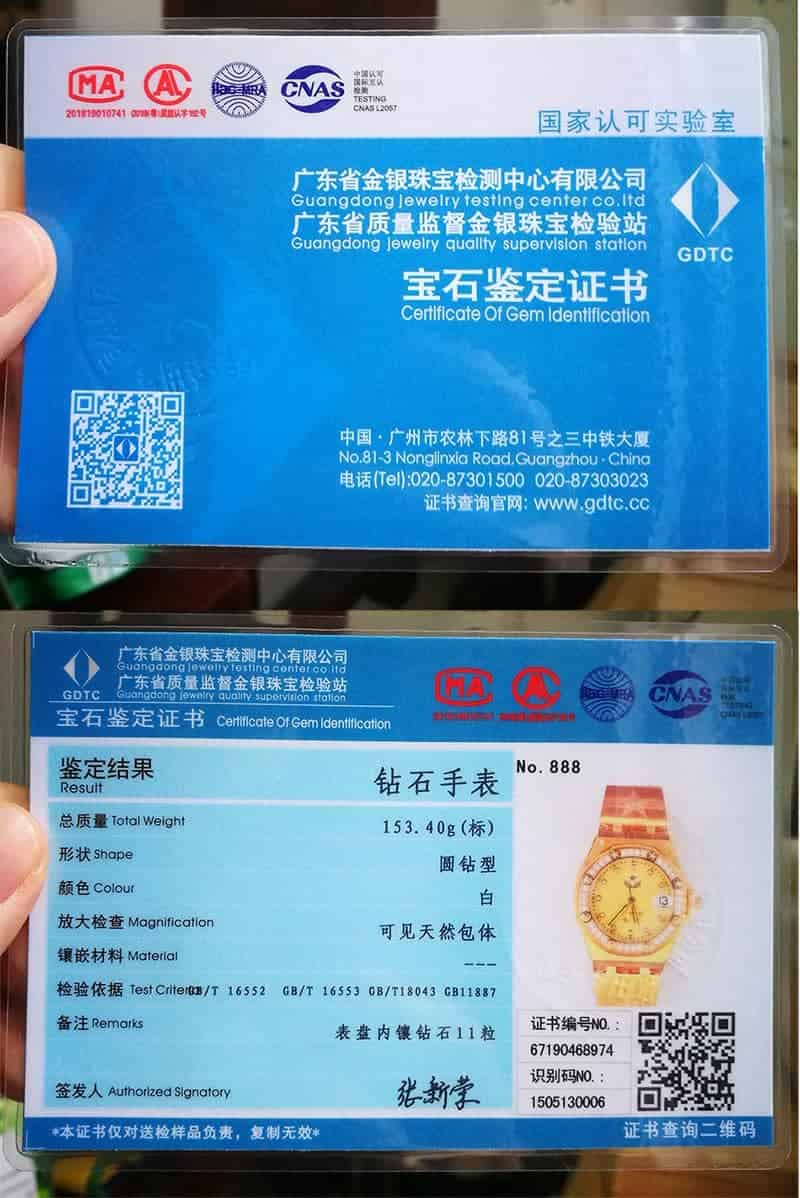 MA
AL
ilac-MRA
CNAS
中国认可
国际互认
检测
TESTING
CNAS L2057
201819010741
国家认可实验室
广东省金银珠宝检测中心有限公司
Guangdong jewelry testing center co.ltd
广东省质量监督金银珠宝检验站
Guangdong jewelry quality supervision station
GDTC
宝石鉴定证书
Certificate Of Gem Identification
中国·广州市农林下路81号之三中铁大厦
No.81-3 Nonglinxia Road,Guangzhou·China
电话(Tel):020-87301500 020-87303023
证书查询官网: www.gdtc.cc
广东省金银珠宝检测中心有限公司
Guangdong jewelry testing center co.ltd
广东省质量监督金银珠宝检验站
Guangdong jewelry quality supervision station
GDTC
宝石鉴定证书 Certificate Of Gem Identification
MA
AL
ilac-MRA
CNAS
鉴定结果
Result
钻石手表
No.888
总质量 Total Weight 153.40g(标)
形状 Shape 圆钻型
颜色 Colour 白
放大检查 Magnification 可见天然包体
镶嵌材料 Material ---
检验依据 Test Criteria GB/T 16552 GB/T 16553 GB/T18043 GB11887
备注 Remarks 表盘内镶钻石11粒
签发人 Authorized Signatory 张新荣
13
证书编号NO.:
67190468974
识别码NO.:
1505130006
*本证书仅对送检样品负责，复制无效*
证书查询二维码